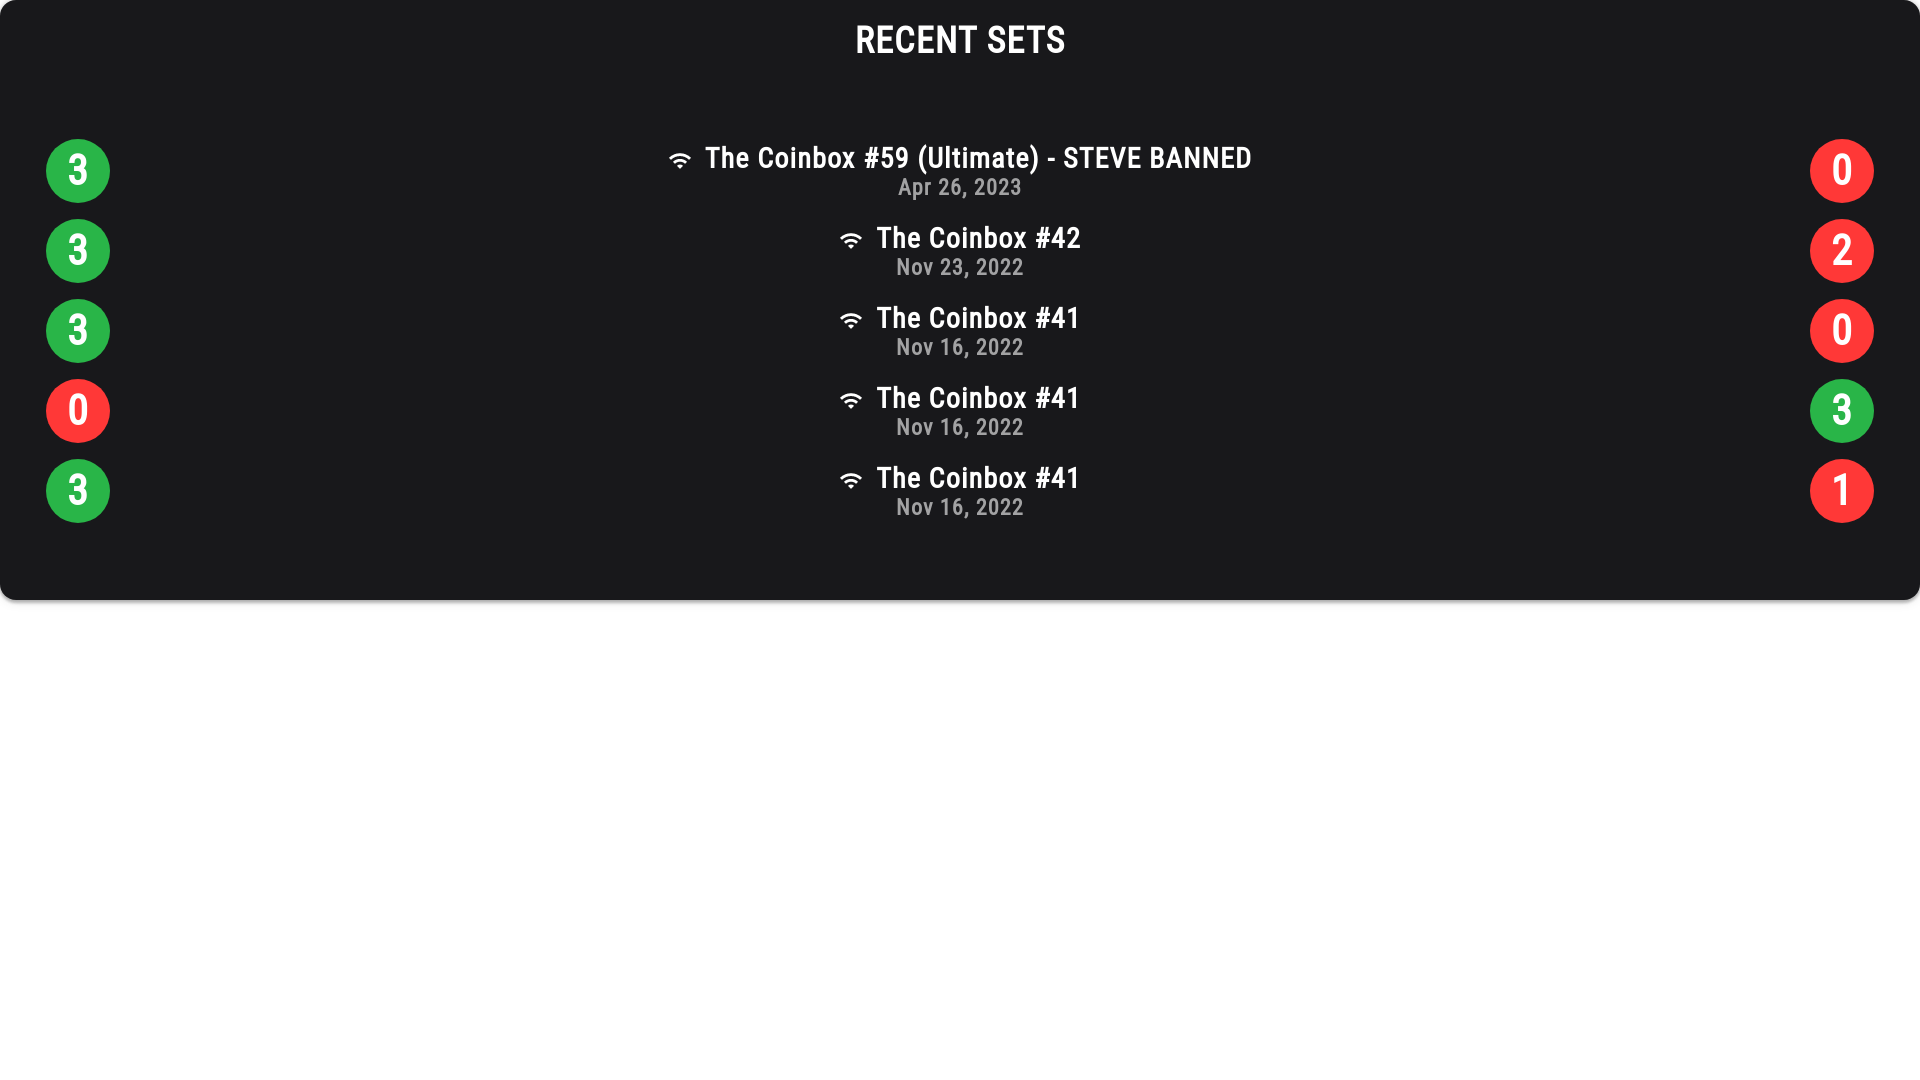 RECENT SETS
3 The Coinbox #59 (Ultimate) - STEVE BANNED 0
Apr 26, 2023
3 The Coinbox #42 2
Nov 23, 2022
3 The Coinbox #41 0
Nov 16, 2022
0 The Coinbox #41 3
Nov 16, 2022
3 The Coinbox #41 1
Nov 16, 2022